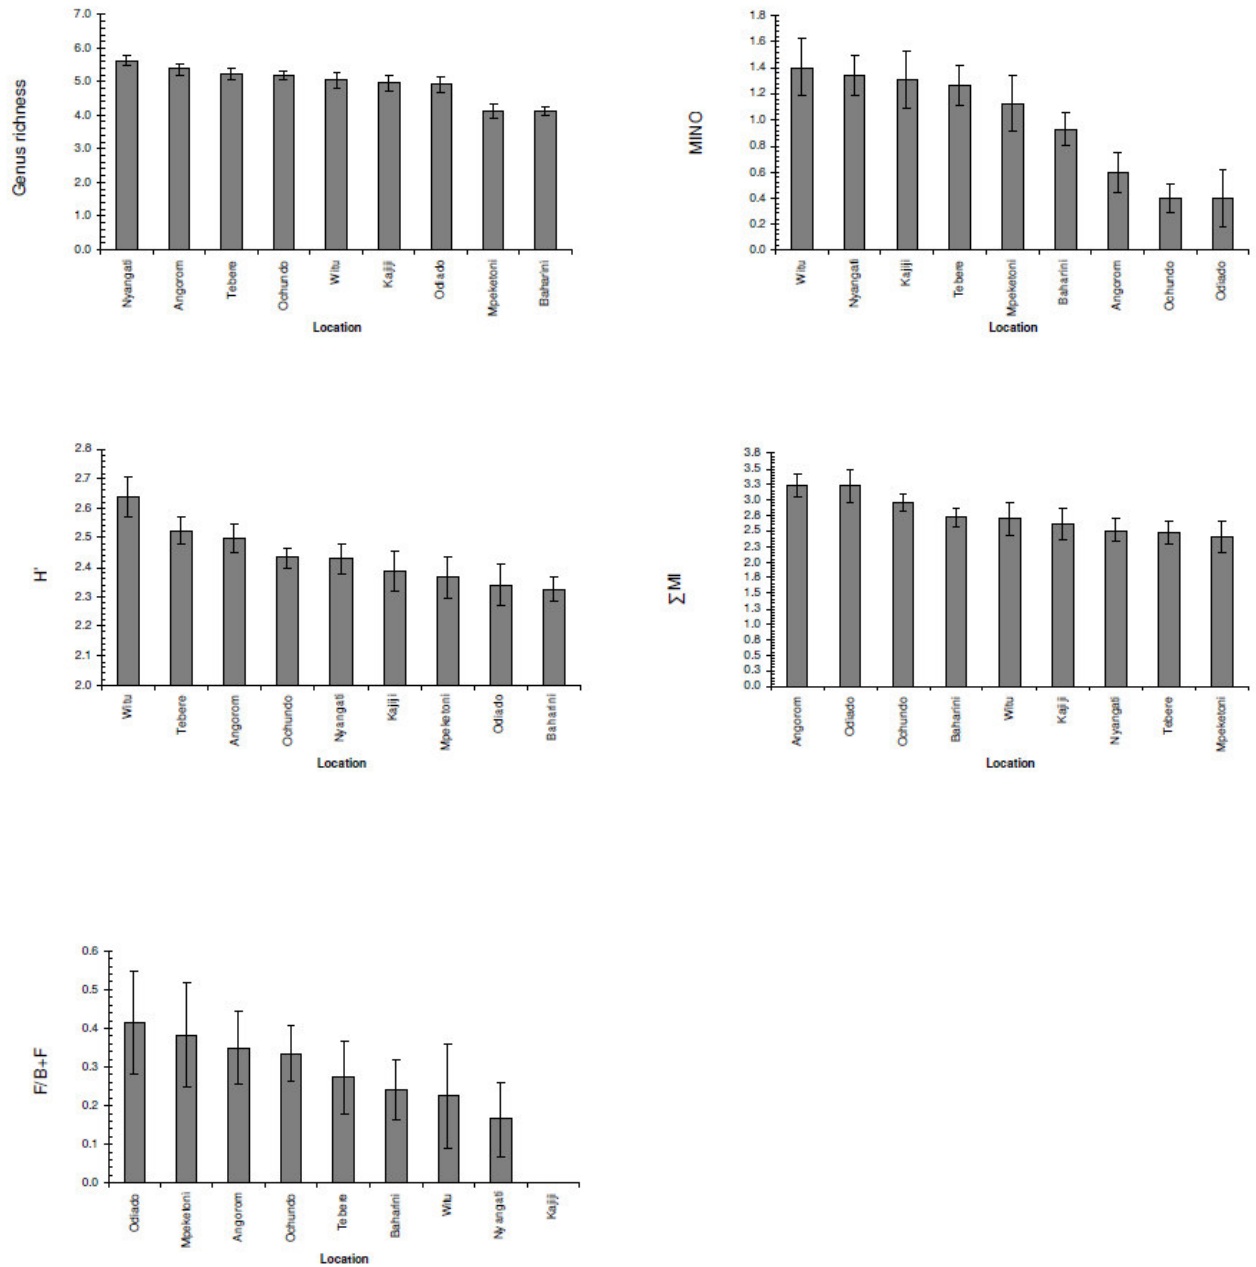 Genus richness
7.0
6.0
5.0
4.0
3.0
2.0
1.0
0.0
Nyangati
Angorom
Tebere
Ochundo
Witu
Kajiji
Odiado
Mpeketoni
Baharini
Location
MINO
1.8
1.6
1.4
1.2
1.0
0.8
0.6
0.4
0.2
0.0
Witu
Nyangati
Kajiji
Tebere
Mpeketoni
Baharini
Angorom
Ochundo
Odiado
Location
H'
2.8
2.7
2.6
2.5
2.4
2.3
2.2
2.1
2.0
Witu
Tebere
Angorom
Ochundo
Nyangati
Kajiji
Mpeketoni
Odiado
Baharini
Location
∑MI
3.8
3.5
3.3
3.0
2.8
2.5
2.3
2.0
1.8
1.5
1.3
1.0
0.8
0.5
0.3
0.0
Angorom
Odiado
Ochundo
Baharini
Witu
Kajiji
Nyangati
Tebere
Mpeketoni
Location
F/B+F
0.6
0.5
0.4
0.3
0.2
0.1
0.0
Odiado
Mpeketoni
Angorom
Ochundo
Tebere
Baharini
Witu
Nyangati
Kajiji
Location